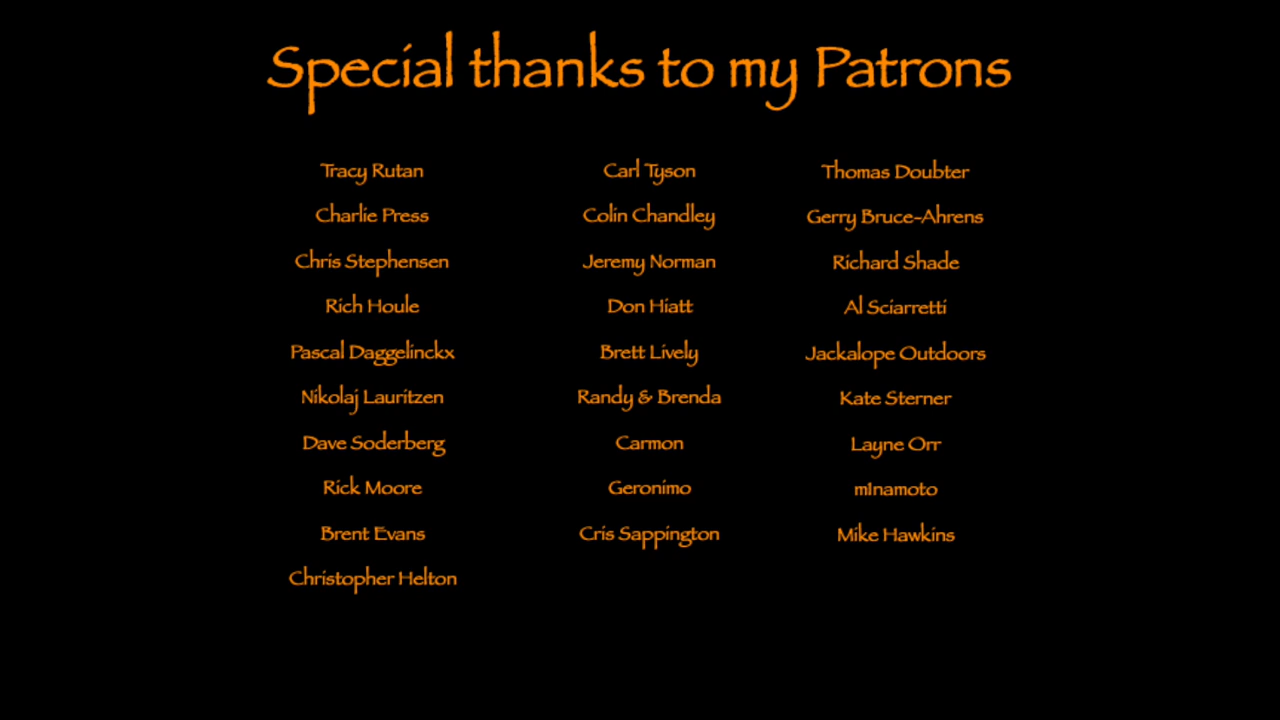 Special thanks to my Patrons
Tracy Rutan
Charlie Press
Chris Stephensen
Rich Houle
Pascal Daggelinckx
Nikolaj Lauritzen
Dave Soderberg
Rick Moore
Brent Evans
Christopher Helton
Carl Tyson
Colin Chandley
Jeremy Norman
Don Hiatt
Brett Lively
Randy & Brenda
Carmon
Geronimo
Cris Sappington
Thomas Doubter
Gerry Bruce-Ahrens
Richard Shade
Al Sciarretti
Jackalope Outdoors
Kate Sterner
Layne Orr
m1namoto
Mike Hawkins